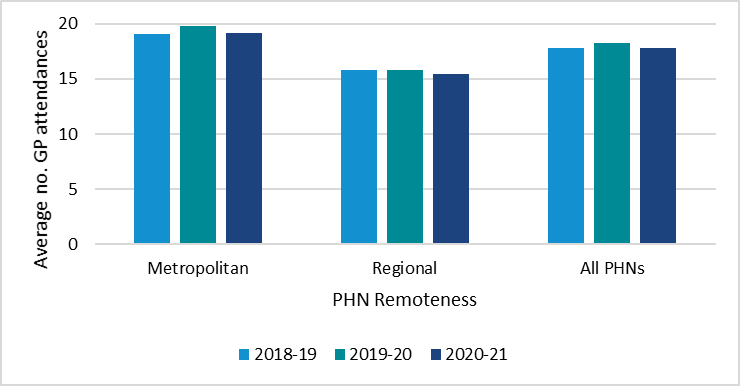 Average no. GP attendances
20
15
10
5
0
Metropolitan Regional All PHNs
PHN Remoteness
2018-19 2019-20 2020-21